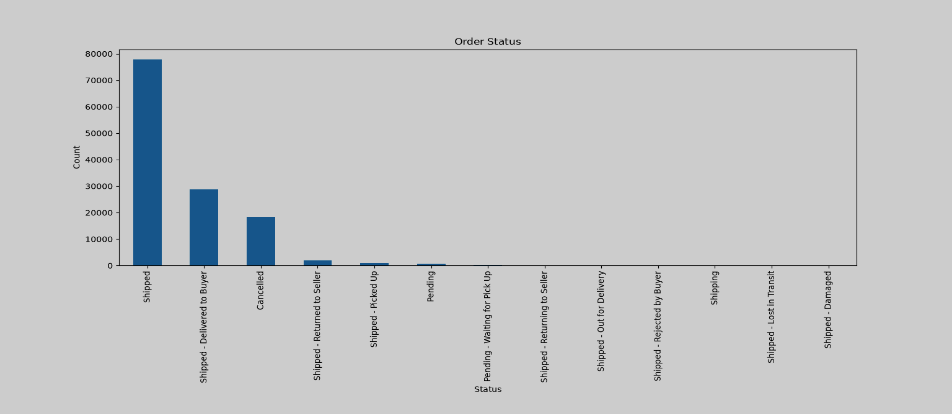 Order Status
80000
70000
60000
50000
40000
30000
20000
10000
0
Count
Shipped
Shipped - Delivered to Buyer
Cancelled
Shipped - Returned to Seller
Shipped - Picked Up
Pending
Pending - Waiting for Pick Up
Shipped - Returning to Seller
Shipped - Out for Delivery
Shipped - Rejected by Buyer
Shipping
Shipped - Lost in Transit
Shipped - Damaged
Status